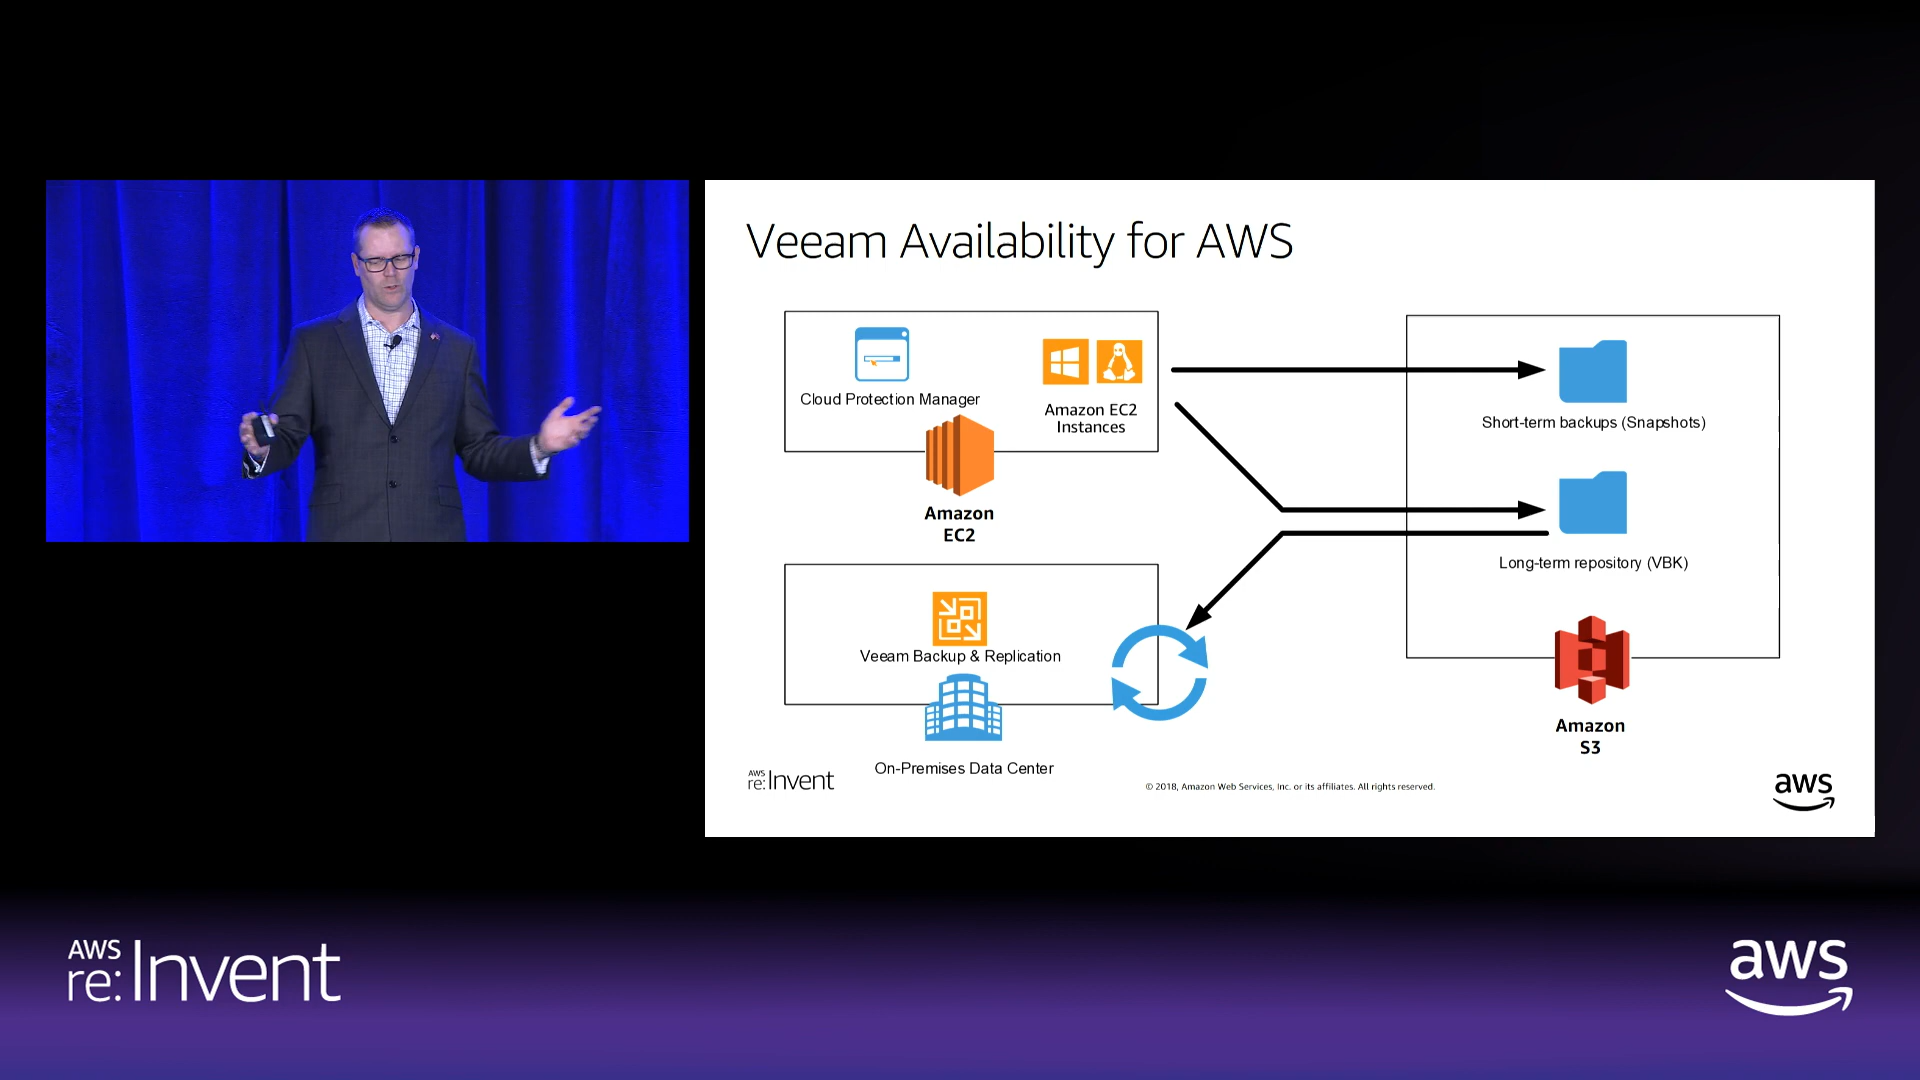 Veeam Availability for AWS
Cloud Protection Manager
Amazon EC2
Instances
Amazon
EC2
Short-term backups (Snapshots)
Long-term repository (VBK)
Veeam Backup & Replication
On-Premises Data Center
Amazon
S3
AWS
re:Invent
© 2018, Amazon Web Services, Inc. or its affiliates. All rights reserved.
aws
AWS
re:Invent
aws